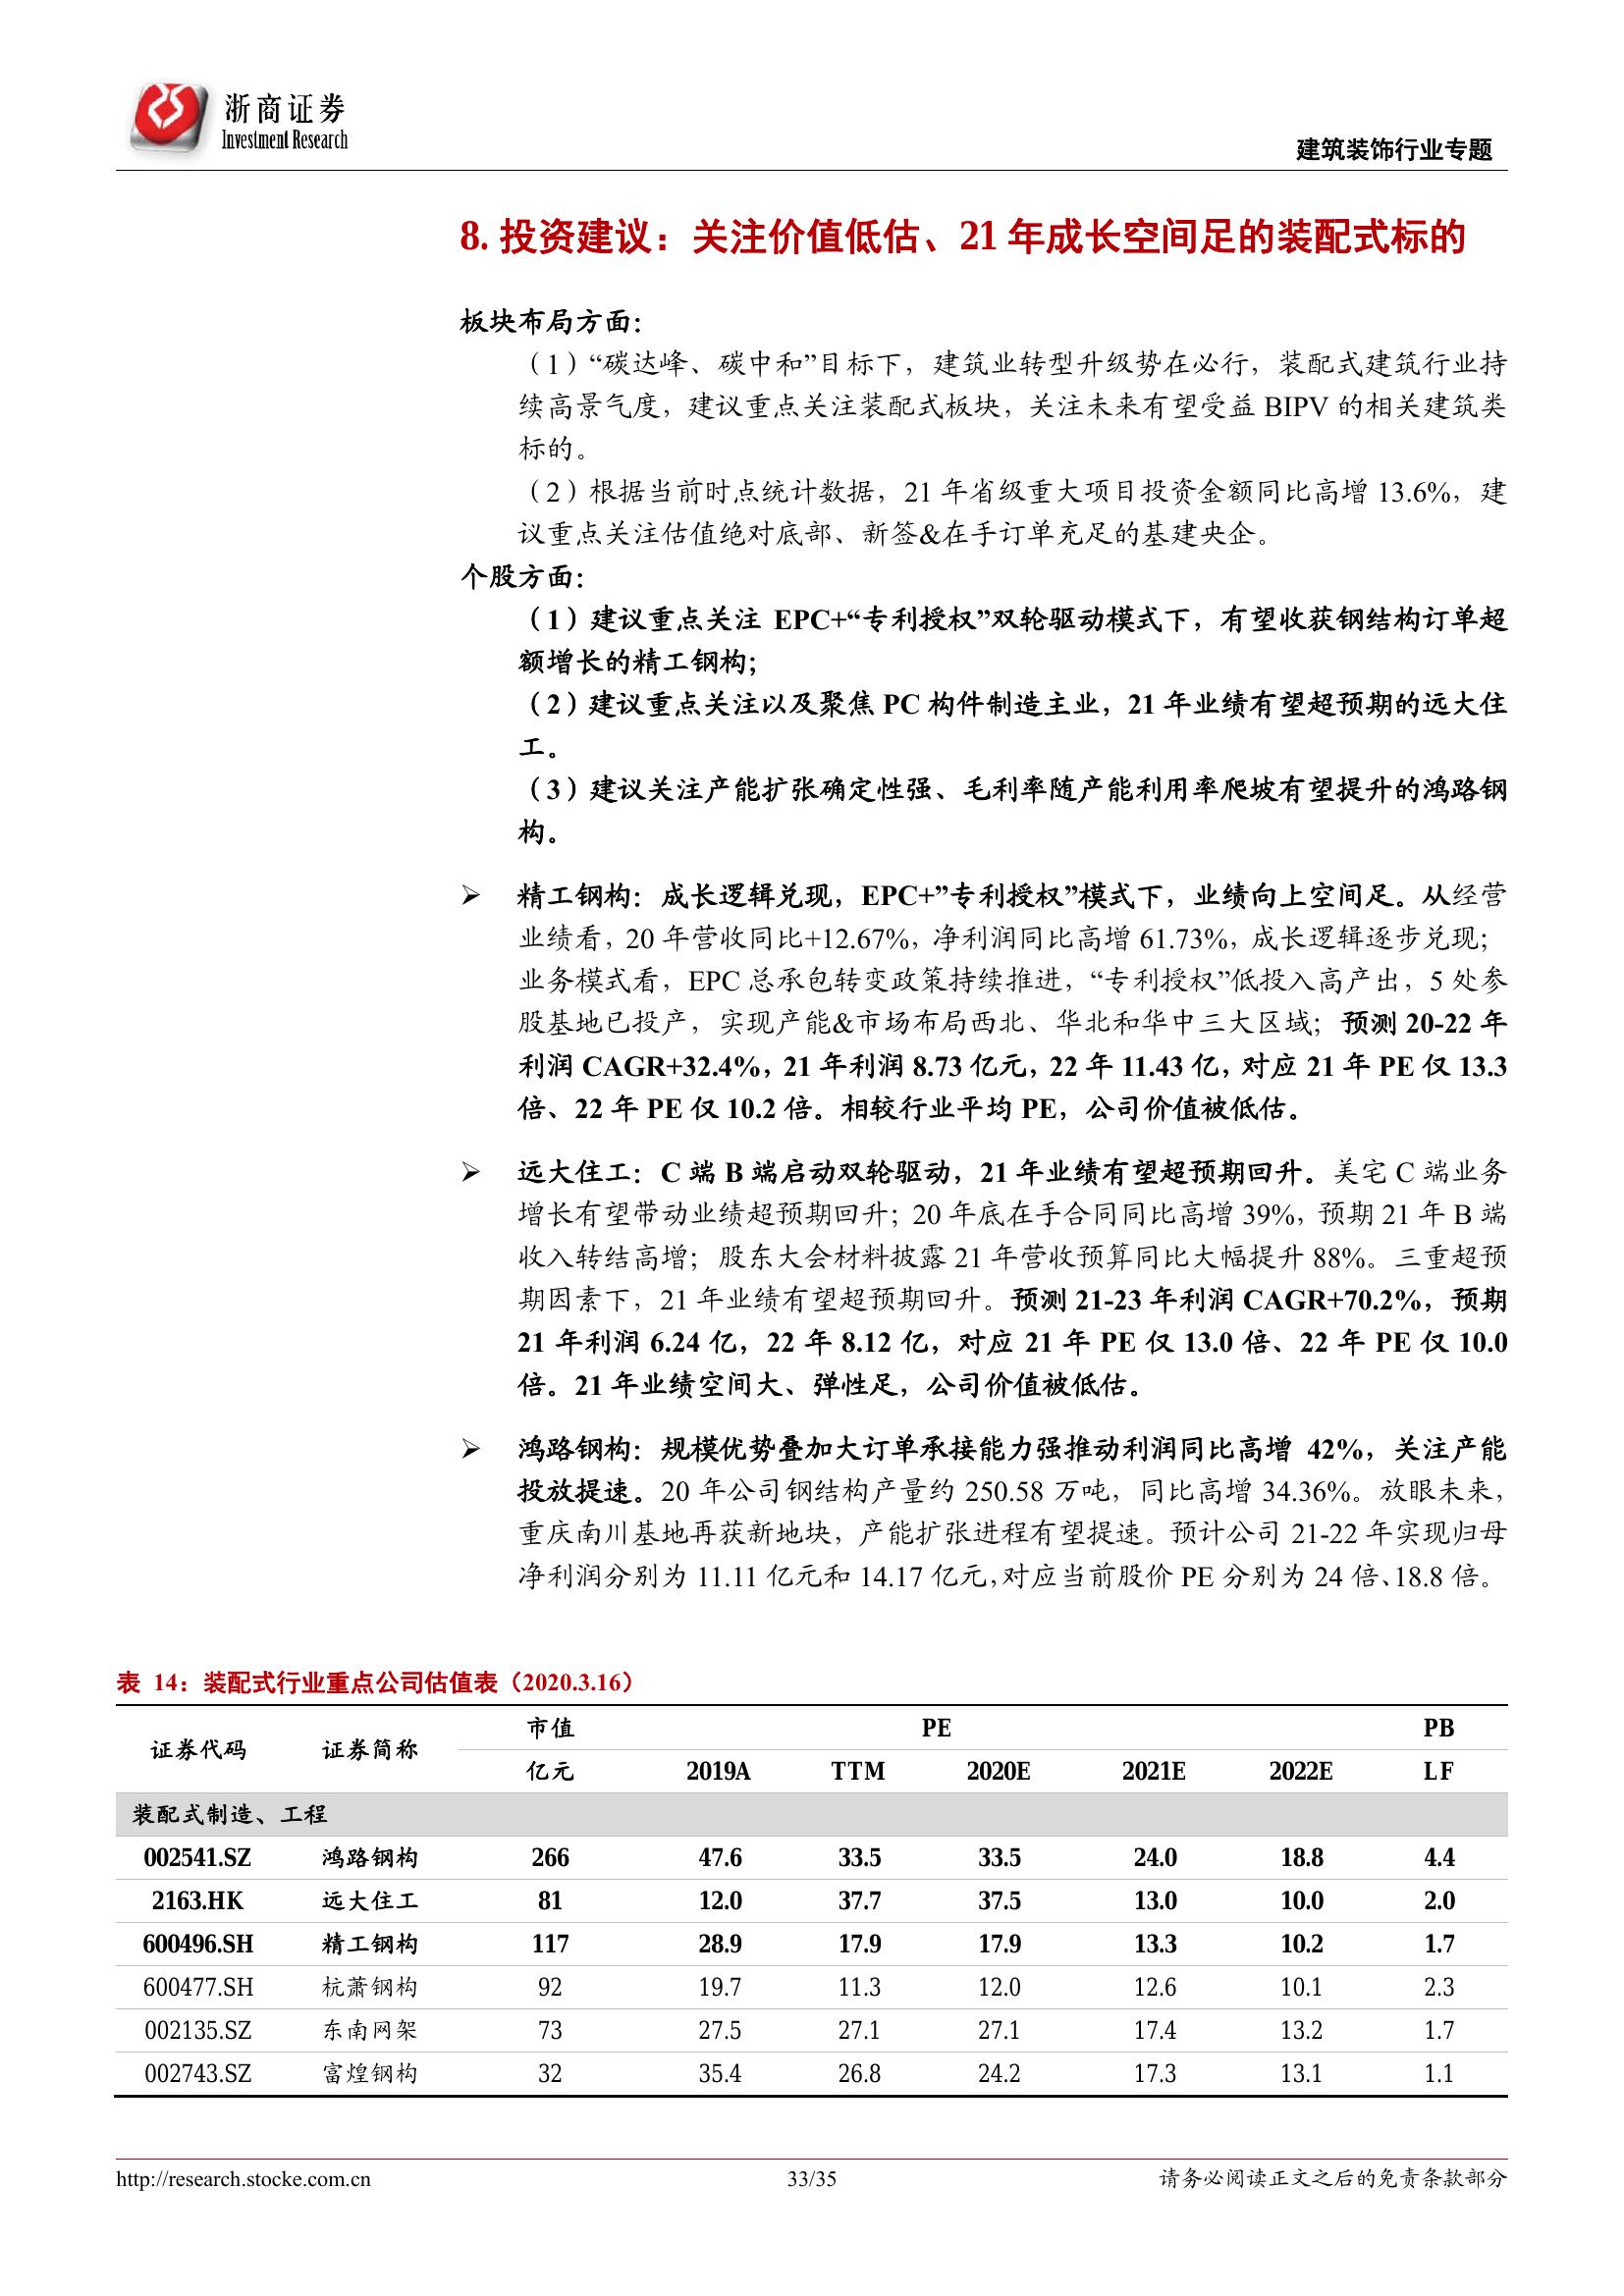 浙商证券
Investment Research
建筑装饰行业专题
8. 投资建议：关注价值低估、21 年成长空间足的装配式标的
板块布局方面：
（1）“碳达峰、碳中和”目标下，建筑业转型升级势在必行，装配式建筑行业持
续高景气度，建议重点关注装配式板块，关注未来有望受益 BIPV 的相关建筑类
标的。
（2）根据当前时点统计数据，21 年省级重大项目投资金额同比高增 13.6%，建
议重点关注估值绝对底部、新签&在手订单充足的基建央企。
个股方面：
（1）建议重点关注 EPC+“专利授权”双轮驱动模式下，有望收获钢结构订单超
额增长的精工钢构；
（2）建议重点关注以及聚焦 PC 构件制造主业，21 年业绩有望超预期的远大住
工。
（3）建议关注产能扩张确定性强、毛利率随产能利用率爬坡有望提升的鸿路钢
构。
➢ 精工钢构：成长逻辑兑现，EPC+”专利授权”模式下，业绩向上空间足。从经营
业绩看，20 年营收同比+12.67%，净利润同比高增 61.73%，成长逻辑逐步兑现；
业务模式看，EPC 总承包转变政策持续推进，“专利授权”低投入高产出，5 处参
股基地已投产，实现产能&市场布局西北、华北和华中三大区域；预测 20-22 年
利润 CAGR+32.4%，21 年利润 8.73 亿元，22 年 11.43 亿，对应 21 年 PE 仅 13.3
倍、22 年 PE 仅 10.2 倍。相较行业平均 PE，公司价值被低估。
➢ 远大住工：C 端 B 端启动双轮驱动，21 年业绩有望超预期回升。美宅 C 端业务
增长有望带动业绩超预期回升；20 年底在手合同同比高增 39%，预期 21 年 B 端
收入转结高增；股东大会材料披露 21 年营收预算同比大幅提升 88%。三重超预
期因素下，21 年业绩有望超预期回升。预测 21-23 年利润 CAGR+70.2%，预期
21 年利润 6.24 亿，22 年 8.12 亿，对应 21 年 PE 仅 13.0 倍、22 年 PE 仅 10.0
倍。21 年业绩空间大、弹性足，公司价值被低估。
➢ 鸿路钢构：规模优势叠加大订单承接能力强推动利润同比高增 42%，关注产能
投放提速。20 年公司钢结构产量约 250.58 万吨，同比高增 34.36%。放眼未来，
重庆南川基地再获新地块，产能扩张进程有望提速。预计公司 21-22 年实现归母
净利润分别为 11.11 亿元和 14.17 亿元，对应当前股价 PE 分别为 24 倍、18.8 倍。
表 14：装配式行业重点公司估值表（2020.3.16）
证券代码 证券简称 市值 PE PB
亿元 2019A TTM 2020E 2021E 2022E LF
装配式制造、工程
002541.SZ 鸿路钢构 266 47.6 33.5 33.5 24.0 18.8 4.4
2163.HK 远大住工 81 12.0 37.7 37.5 13.0 10.0 2.0
600496.SH 精工钢构 117 28.9 17.9 17.9 13.3 10.2 1.7
600477.SH 杭萧钢构 92 19.7 11.3 12.0 12.6 10.1 2.3
002135.SZ 东南网架 73 27.5 27.1 27.1 17.4 13.2 1.7
002743.SZ 富煌钢构 32 35.4 26.8 24.2 17.3 13.1 1.1
http://research.stocke.com.cn 33/35 请务必阅读正文之后的免责条款部分